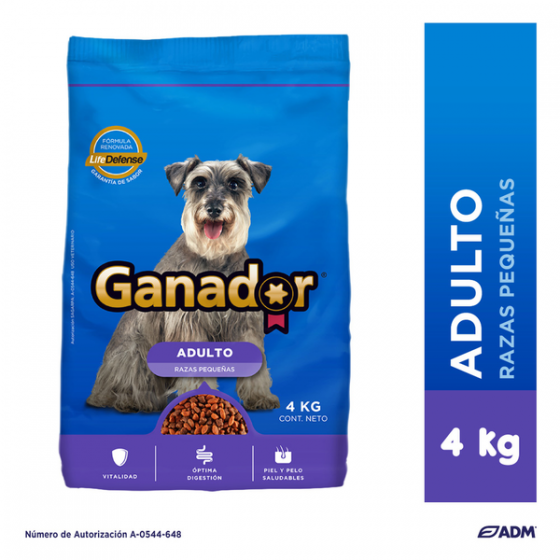 FÓRMULA
RENOVADA
LifeDefense
GARANTÍA DE SABOR
Ganador®
ADULTO
RAZAS PEQUEÑAS
4 KG
CONT. NETO
VITALIDAD
ÓPTIMA
DIGESTIÓN
PIEL Y PELO
SALUDABLES
ADULTO
RAZAS PEQUEÑAS
4 kg
Número de Autorización A-0544-648
ADM